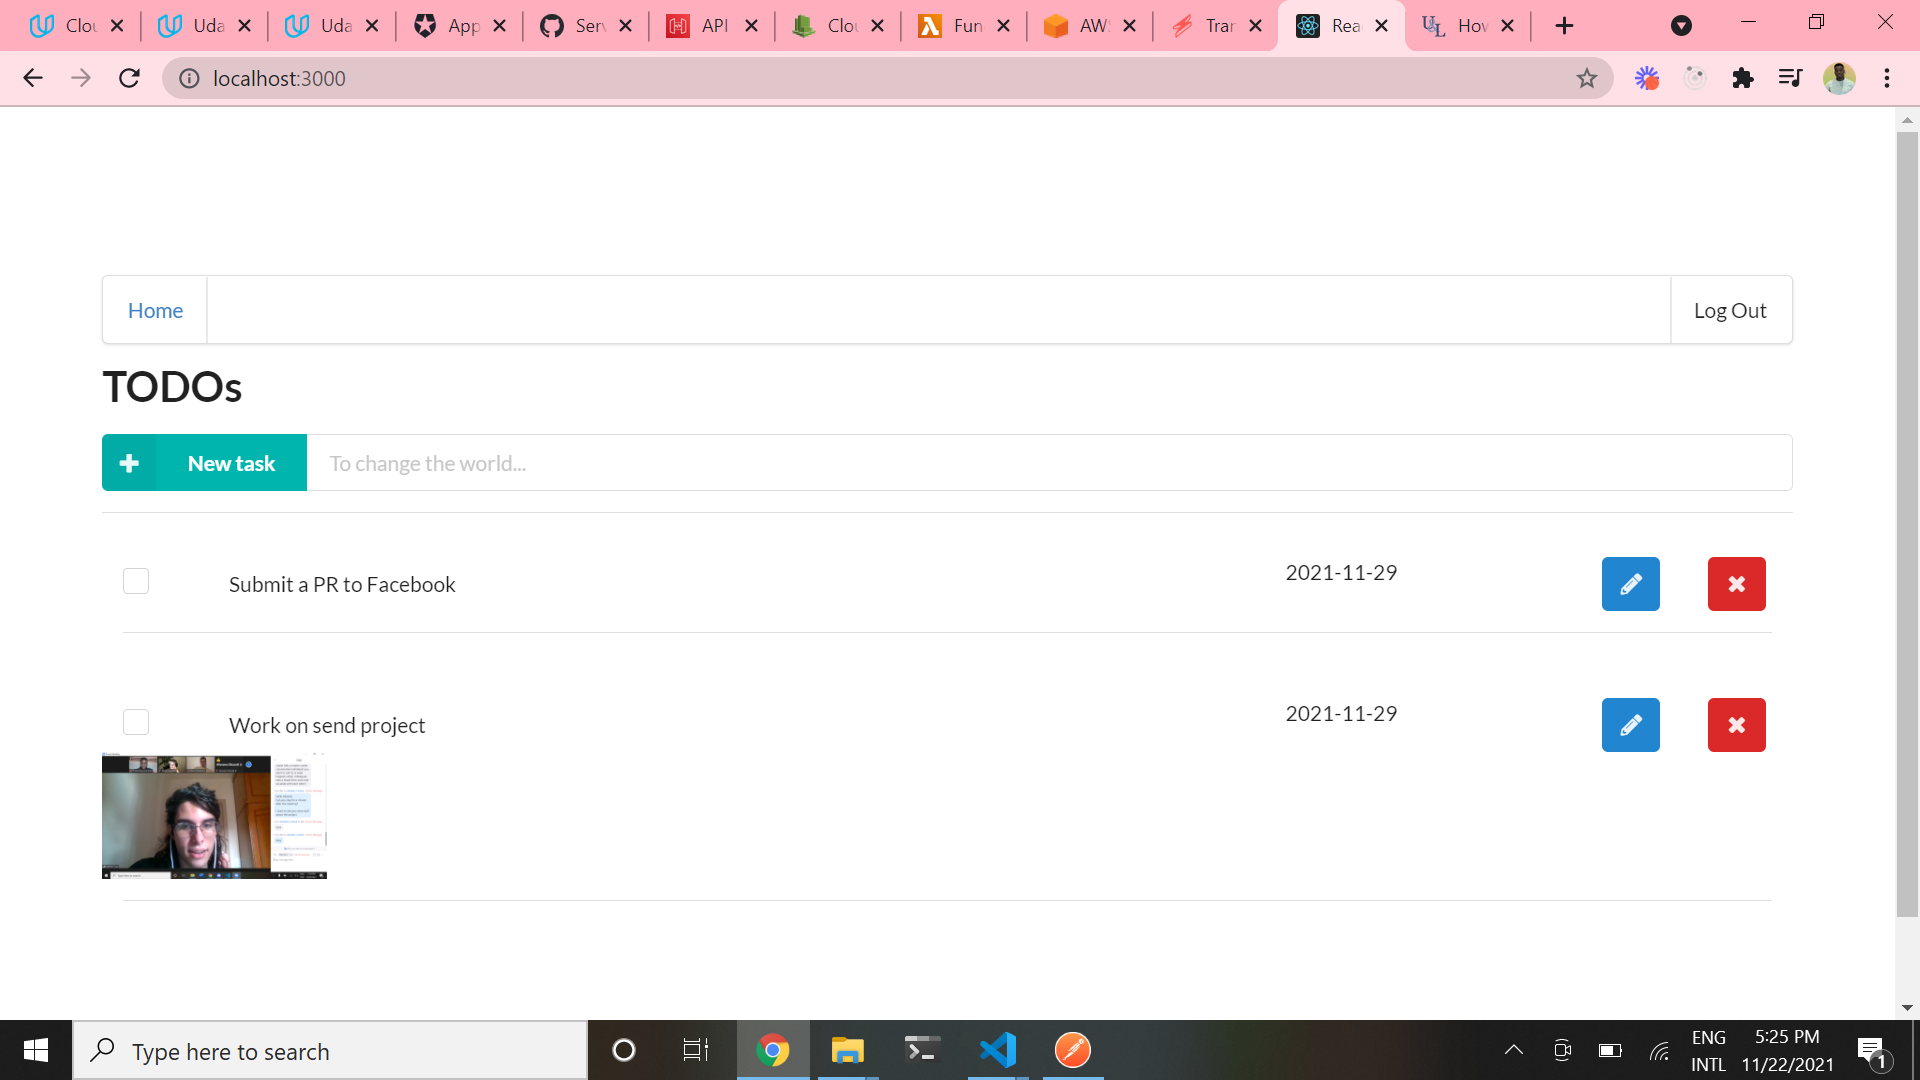 Clou
Uda
Uda
App
Serv
API
Clou
Fun
AWS
Tran
Rea
How
localhost:3000
Home
Log Out
TODOs
New task
To change the world...
Submit a PR to Facebook
2021-11-29
Work on send project
2021-11-29
Type here to search
ENG
INTL
5:25 PM
11/22/2021
1